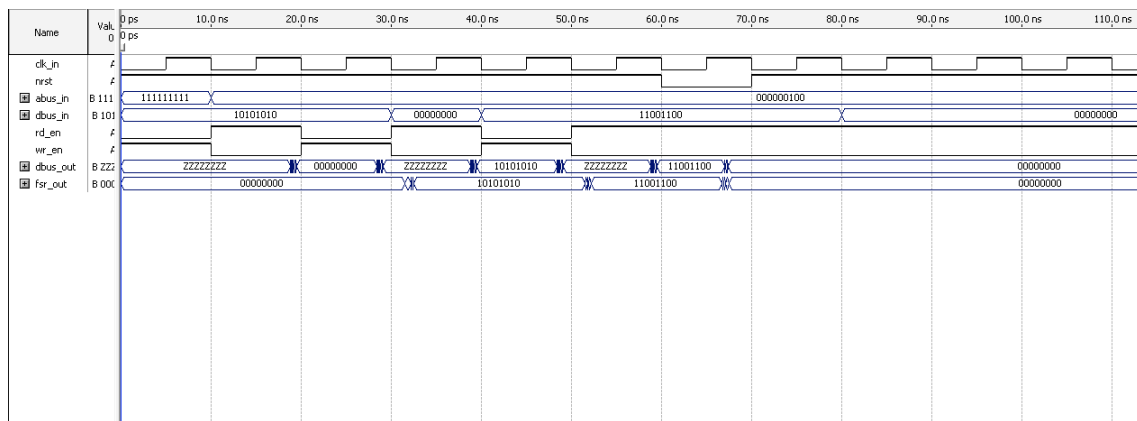 Name Valu 0 ps 10.0 ns 20.0 ns 30.0 ns 40.0 ns 50.0 ns 60.0 ns 70.0 ns 80.0 ns 90.0 ns 100.0 ns 110.0 ns
0 0 ps
clk_in
nrst
abus_in B 111 111111111 000000100
dbus_in B 101 10101010 00000000 11001100 00000000
rd_en
wr_en
dbus_out B ZZZ ZZZZZZZZ 00000000 ZZZZZZZZ 10101010 ZZZZZZZZ 11001100 00000000
fsr_out B 000 00000000 10101010 11001100 00000000